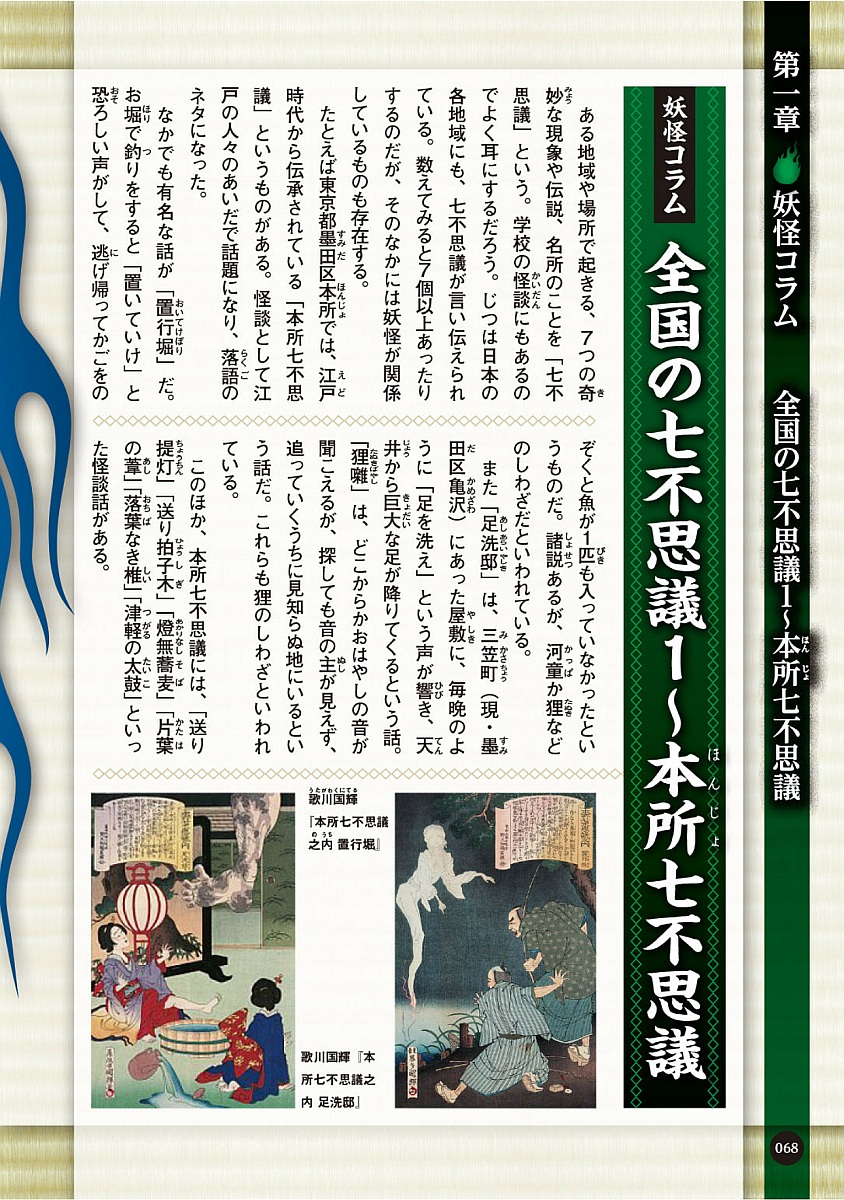 第一章 妖怪コラム 全国の七不思議1〜本所七不思議
妖怪コラム
全国の七不思議1〜本所七不思議
ある地域や場所で起きる、7つの奇
妙な現象や伝説、名所のことを「七不
思議」という。学校の怪談にもあるの
でよく耳にするだろう。じつは日本の
各地域にも、七不思議が言い伝えられ
ている。数えてみると7個以上あったり
するのだが、そのなかには妖怪が関係
しているものも存在する。
たとえば東京都墨田区本所では、江戸
時代から伝承されている「本所七不思
議」というものがある。怪談として江
戸の人々のあいだで話題になり、落語の
ネタになった。
なかでも有名な話が「置行堀」だ。
お堀で釣りをすると「置いていけ」と
恐ろしい声がして、逃げ帰ってかごをの
ぞくと魚が1匹も入っていなかったとい
うものだ。諸説あるが、河童か狸など
のしわざだといわれている。
また「足洗邸」は、三笠町（現・墨
田区亀沢）にあった屋敷に、毎晩のよ
うに「足を洗え」という声が響き、天
井から巨大な足が降りてくるという話。
「狸囃」は、どこからかおはやしの音が
聞こえるが、探しても音の主が見えず、
追っていくうちに見知らぬ地にいるとい
う話だ。これらも狸のしわざといわれ
ている。
このほか、本所七不思議には、「送り
提灯」「送り拍子木」「燈無蕎麦」「片葉
の葦」「落葉なき椎」「津軽の太鼓」といっ
た怪談話がある。
歌川国輝
『本所七不思議
之内 置行堀』
歌川国輝『本
所七不思議之
内 足洗邸』
068